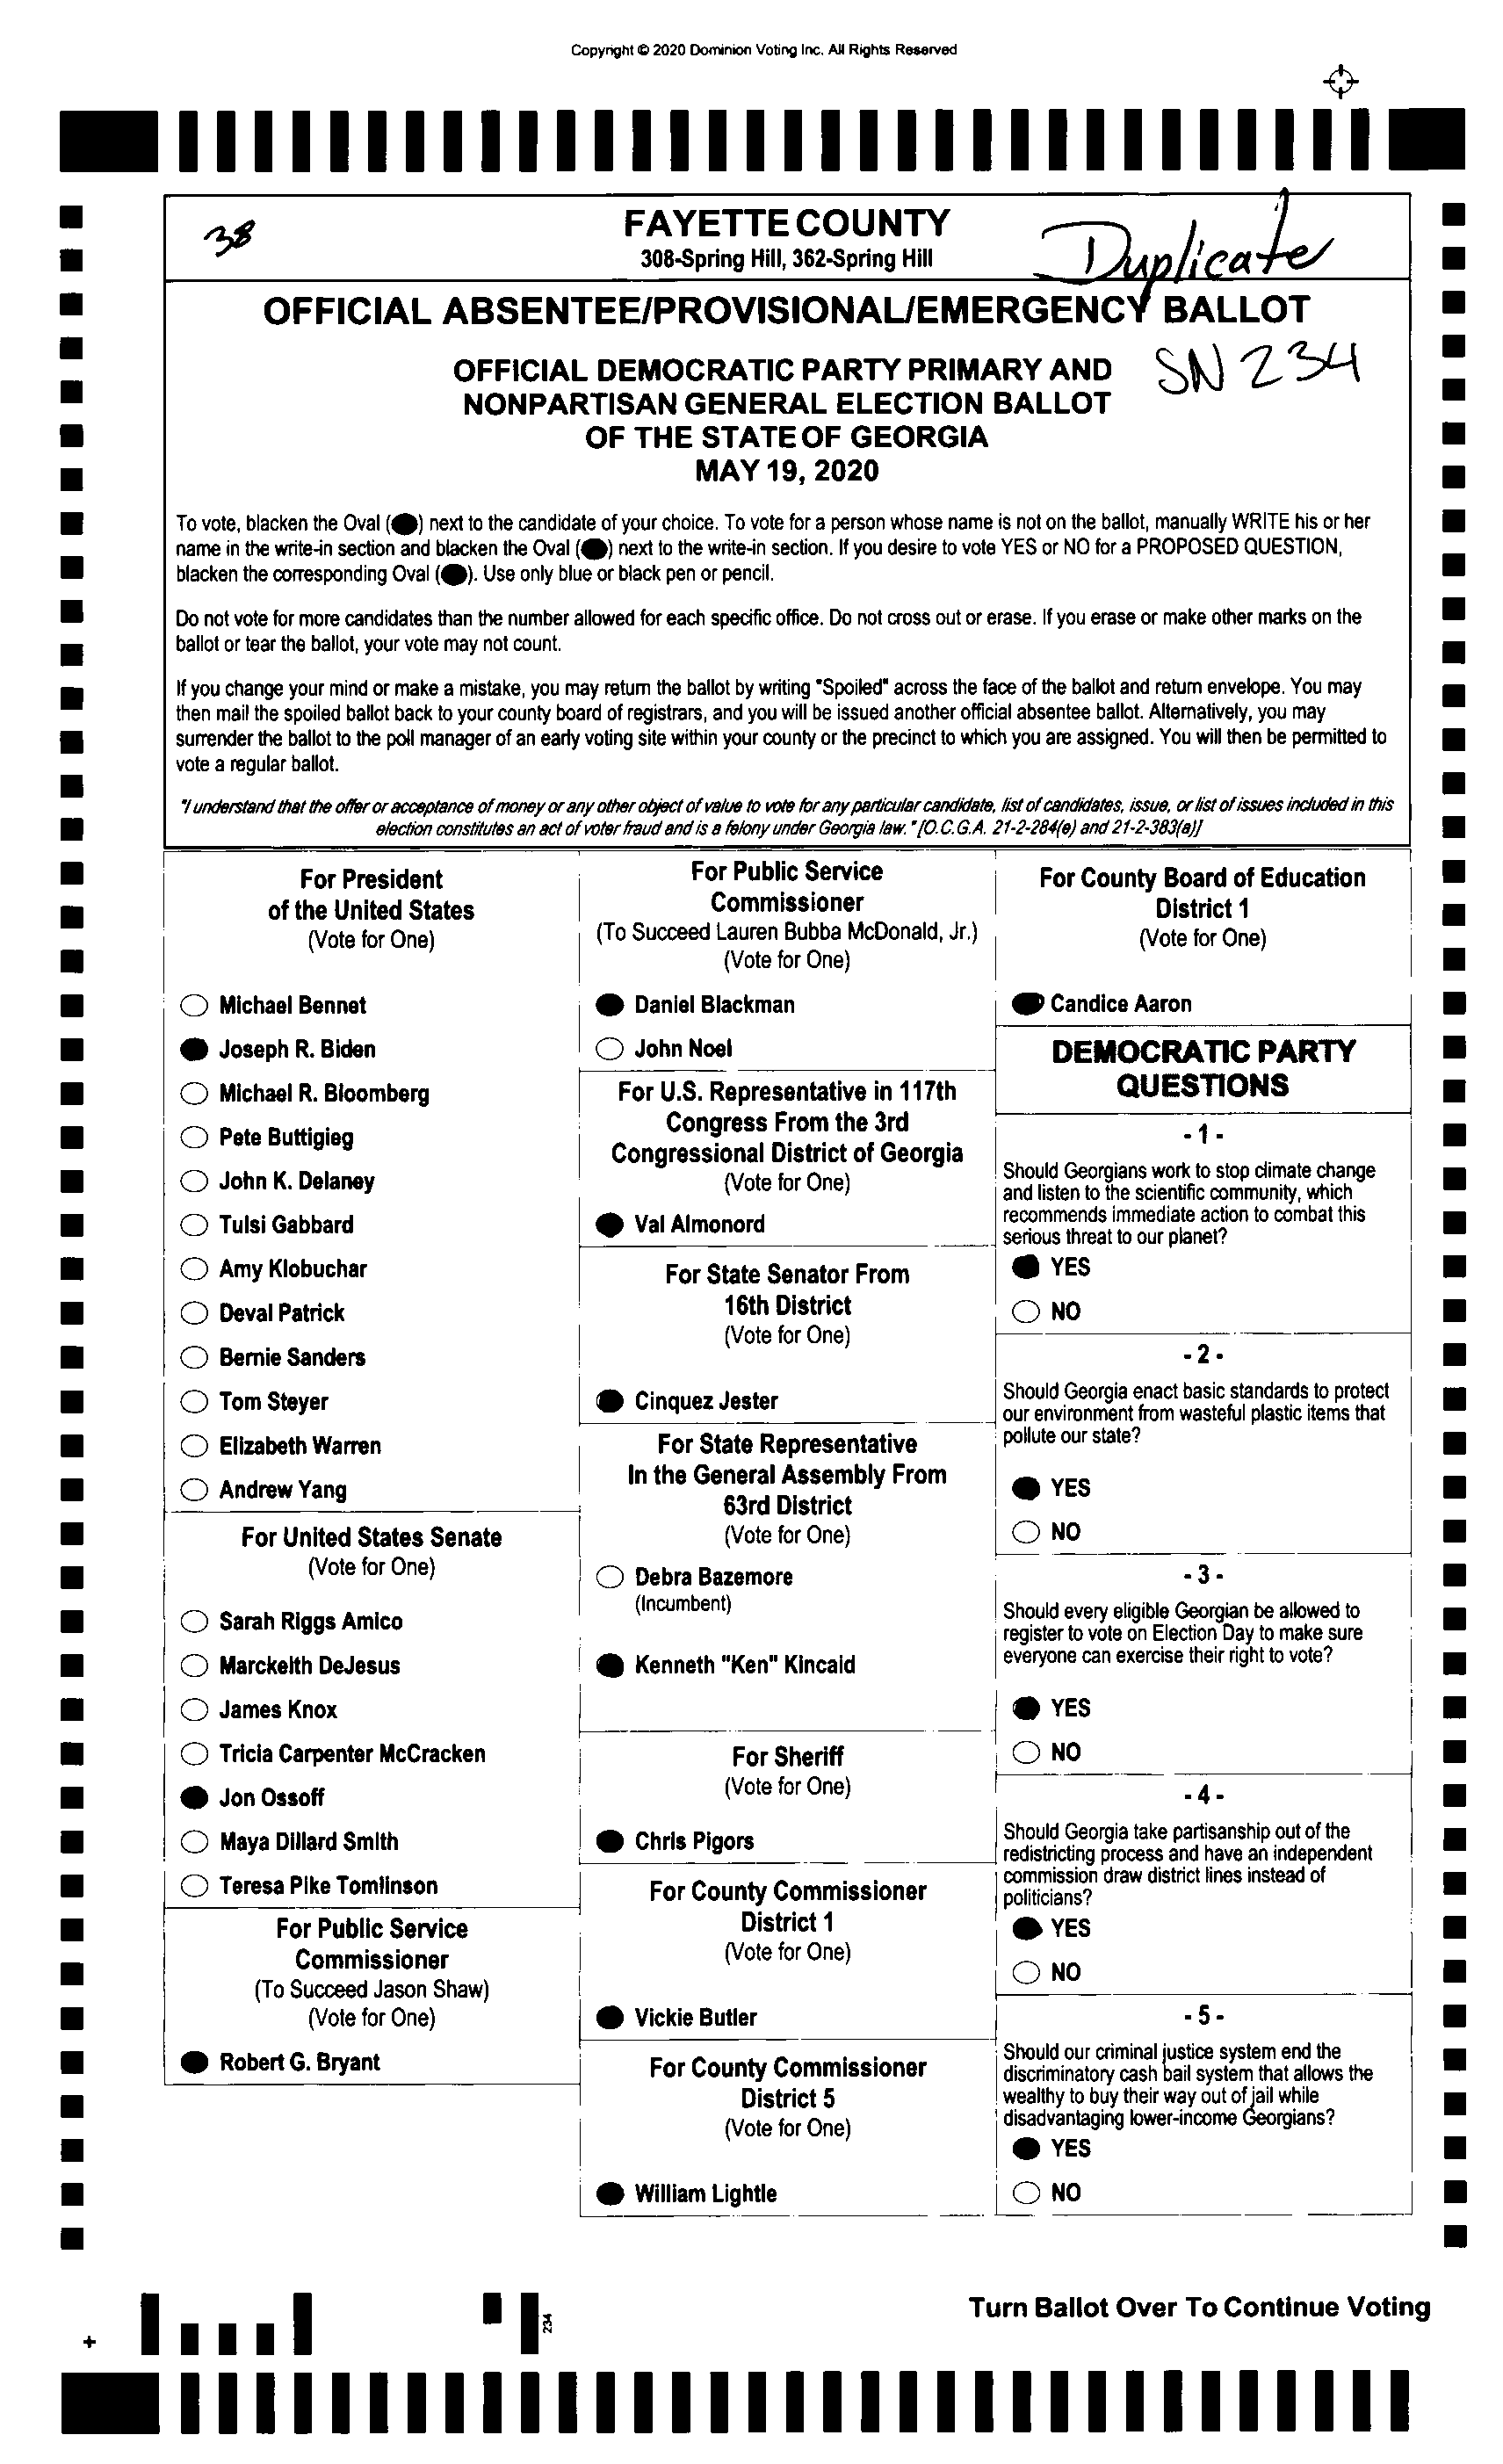 Copyright © 2020 Dominion Voting Inc. All Rights Reserved
38
FAYETTE COUNTY
308-Spring Hill, 362-Spring Hill
Duplicate
OFFICIAL ABSENTEE/PROVISIONAL/EMERGENCY BALLOT
OFFICIAL DEMOCRATIC PARTY PRIMARY AND
SN 234
NONPARTISAN GENERAL ELECTION BALLOT
OF THE STATE OF GEORGIA
MAY 19, 2020
To vote, blacken the Oval (●) next to the candidate of your choice. To vote for a person whose name is not on the ballot, manually WRITE his or her
name in the write-in section and blacken the Oval (●) next to the write-in section. If you desire to vote YES or NO for a PROPOSED QUESTION,
blacken the corresponding Oval (●). Use only blue or black pen or pencil.
Do not vote for more candidates than the number allowed for each specific office. Do not cross out or erase. If you erase or make other marks on the
ballot or tear the ballot, your vote may not count.
If you change your mind or make a mistake, you may return the ballot by writing "Spoiled" across the face of the ballot and return envelope. You may
then mail the spoiled ballot back to your county board of registrars, and you will be issued another official absentee ballot. Alternatively, you may
surrender the ballot to the poll manager of an early voting site within your county or the precinct to which you are assigned. You will then be permitted to
vote a regular ballot.
"I understand that the offer or acceptance of money or any other object of value to vote for any particular candidate, list of candidates, issue, or list of issues included in this
election constitutes an act of voter fraud and is a felony under Georgia law." [O.C.G.A. 21-2-284(e) and 21-2-383(a)]
For President
of the United States
(Vote for One)
Michael Bennet
Joseph R. Biden
Michael R. Bloomberg
Pete Buttigieg
John K. Delaney
Tulsi Gabbard
Amy Klobuchar
Deval Patrick
Bernie Sanders
Tom Steyer
Elizabeth Warren
Andrew Yang
For United States Senate
(Vote for One)
Sarah Riggs Amico
Marckeith DeJesus
James Knox
Tricia Carpenter McCracken
Jon Ossoff
Maya Dillard Smith
Teresa Pike Tomlinson
For Public Service
Commissioner
(To Succeed Jason Shaw)
(Vote for One)
Robert G. Bryant
For Public Service
Commissioner
(To Succeed Lauren Bubba McDonald, Jr.)
(Vote for One)
Daniel Blackman
John Noel
For U.S. Representative in 117th
Congress From the 3rd
Congressional District of Georgia
(Vote for One)
Val Almonord
For State Senator From
16th District
(Vote for One)
Cinquez Jester
For State Representative
In the General Assembly From
63rd District
(Vote for One)
Debra Bazemore
(Incumbent)
Kenneth "Ken" Kincaid
For Sheriff
(Vote for One)
Chris Pigors
For County Commissioner
District 1
(Vote for One)
Vickie Butler
For County Commissioner
District 5
(Vote for One)
William Lightle
For County Board of Education
District 1
(Vote for One)
Candice Aaron
DEMOCRATIC PARTY
QUESTIONS
- 1 -
Should Georgians work to stop climate change
and listen to the scientific community, which
recommends immediate action to combat this
serious threat to our planet?
YES
NO
- 2 -
Should Georgia enact basic standards to protect
our environment from wasteful plastic items that
pollute our state?
YES
NO
- 3 -
Should every eligible Georgian be allowed to
register to vote on Election Day to make sure
everyone can exercise their right to vote?
YES
NO
- 4 -
Should Georgia take partisanship out of the
redistricting process and have an independent
commission draw district lines instead of
politicians?
YES
NO
- 5 -
Should our criminal justice system end the
discriminatory cash bail system that allows the
wealthy to buy their way out of jail while
disadvantaging lower-income Georgians?
YES
NO
Turn Ballot Over To Continue Voting
234